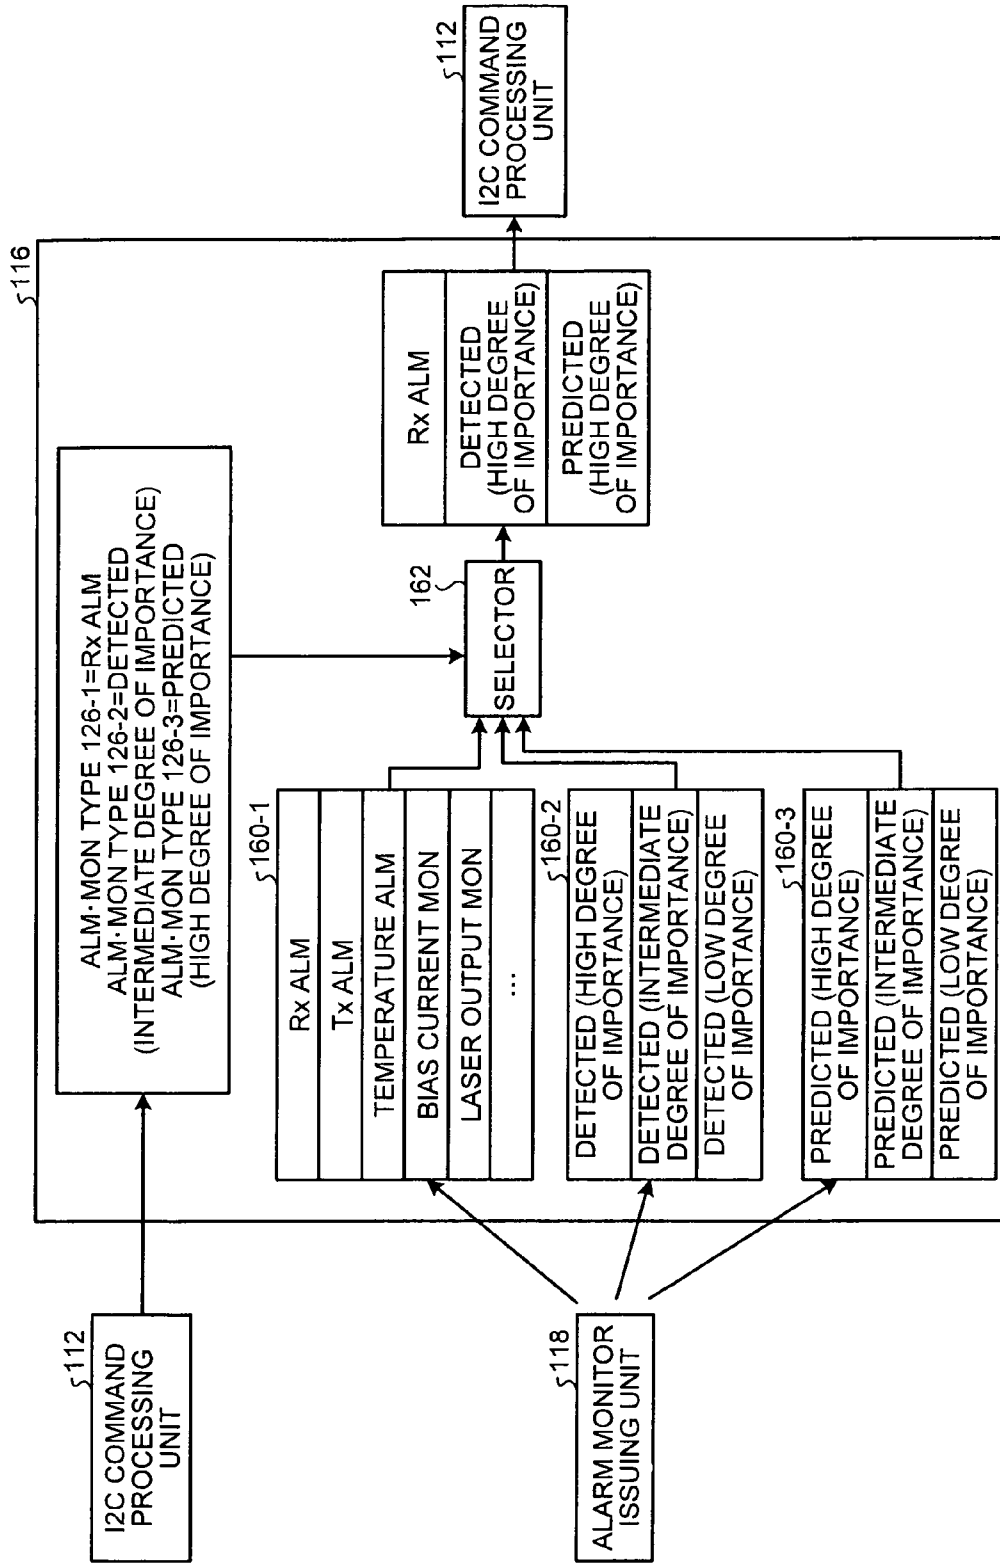 112
I2C COMMAND
PROCESSING
UNIT
116
ALM·MON TYPE 126-1=Rx ALM
ALM·MON TYPE 126-2=DETECTED
(INTERMEDIATE DEGREE OF IMPORTANCE)
ALM·MON TYPE 126-3=PREDICTED
(HIGH DEGREE OF IMPORTANCE)
118
ALARM MONITOR
ISSUING UNIT
160-1
Rx ALM
Tx ALM
TEMPERATURE ALM
BIAS CURRENT MON
LASER OUTPUT MON
...
160-2
DETECTED (HIGH DEGREE
OF IMPORTANCE)
DETECTED (INTERMEDIATE
DEGREE OF IMPORTANCE)
DETECTED (LOW DEGREE
OF IMPORTANCE)
160-3
PREDICTED (HIGH DEGREE
OF IMPORTANCE)
PREDICTED (INTERMEDIATE
DEGREE OF IMPORTANCE)
PREDICTED (LOW DEGREE
OF IMPORTANCE)
162
SELECTOR
Rx ALM
DETECTED
(HIGH DEGREE
OF IMPORTANCE)
PREDICTED
(HIGH DEGREE
OF IMPORTANCE)
112
I2C COMMAND
PROCESSING
UNIT